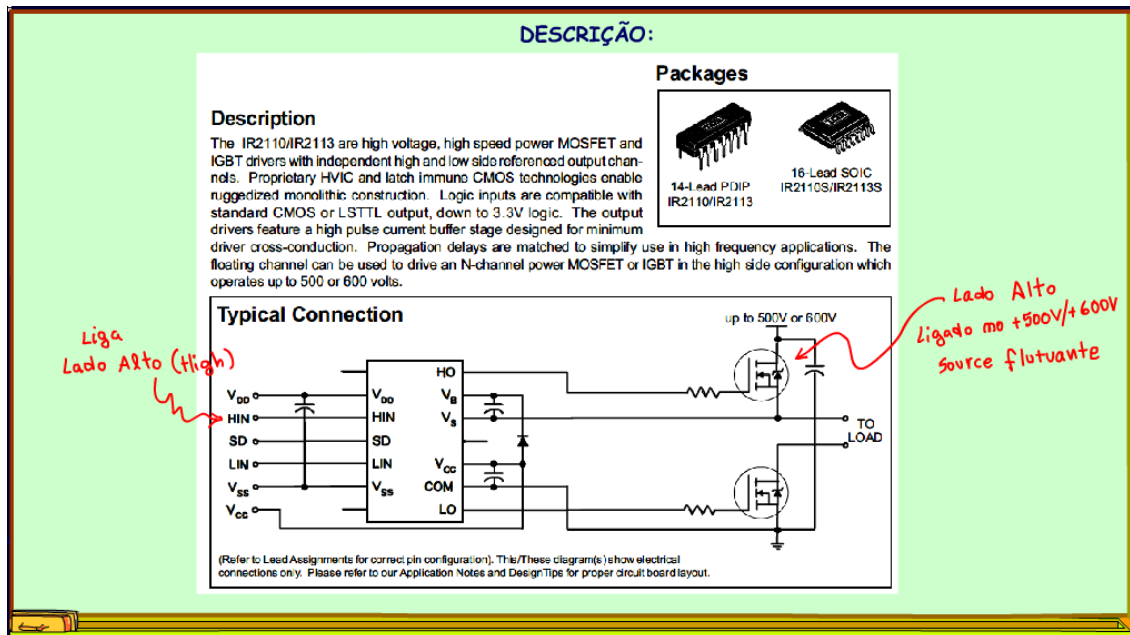 DESCRIÇÃO:
Packages
14-Lead PDIP
IR2110/IR2113
16-Lead SOIC
IR2110S/IR2113S
Description
The IR2110/IR2113 are high voltage, high speed power MOSFET and
IGBT drivers with independent high and low side referenced output chan-
nels. Proprietary HVIC and latch immune CMOS technologies enable
ruggedized monolithic construction. Logic inputs are compatible with
standard CMOS or LSTTL output, down to 3.3V logic. The output
drivers feature a high pulse current buffer stage designed for minimum
driver cross-conduction. Propagation delays are matched to simplify use in high frequency applications. The
floating channel can be used to drive an N-channel power MOSFET or IGBT in the high side configuration which
operates up to 500 or 600 volts.
Typical Connection
up to 500V or 600V
Liga
Lado Alto (High)
Lado Alto
Ligado no +500V/+600V
Source flutuante
HO
VDD
VDD
VB
HIN
HIN
VS
SD
SD
LIN
LIN
VCC
VSS
VSS
COM
VCC
LO
TO
LOAD
(Refer to Lead Assignments for correct pin configuration). This/These diagram(s) show electrical
connections only. Please refer to our Application Notes and DesignTips for proper circuit board layout.